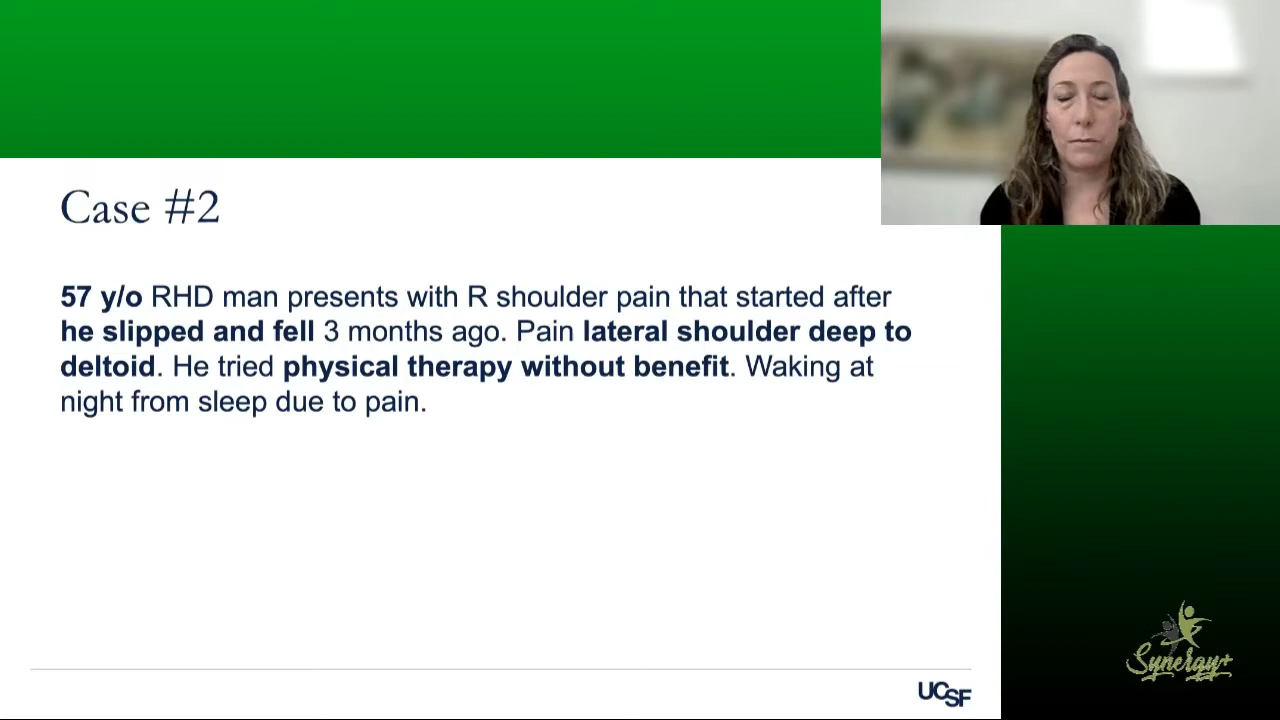 Case #2
57 y/o RHD man presents with R shoulder pain that started after
he slipped and fell 3 months ago. Pain lateral shoulder deep to
deltoid. He tried physical therapy without benefit. Waking at
night from sleep due to pain.
UCSF
Synergy+